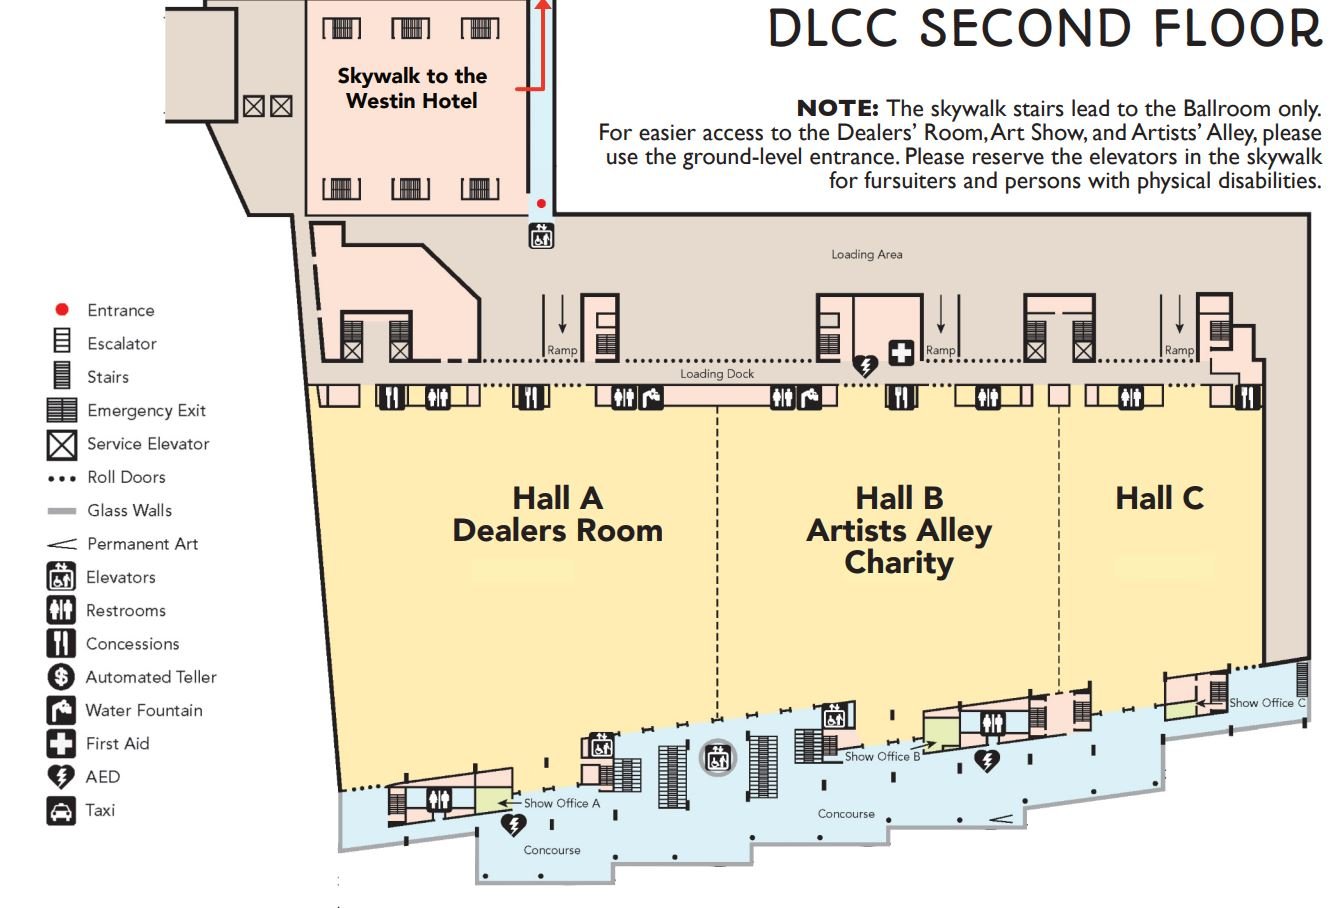 DLCC SECOND FLOOR
NOTE: The skywalk stairs lead to the Ballroom only.
For easier access to the Dealers’ Room, Art Show, and Artists’ Alley, please
use the ground-level entrance. Please reserve the elevators in the skywalk
for fursuiters and persons with physical disabilities.
Skywalk to the
Westin Hotel
Loading Area
Ramp
Ramp
Ramp
Loading Dock
Entrance
Escalator
Stairs
Emergency Exit
Service Elevator
Roll Doors
Glass Walls
Permanent Art
Elevators
Restrooms
Concessions
$
Automated Teller
Water Fountain
First Aid
AED
Taxi
Hall A
Dealers Room
Hall B
Artists Alley
Charity
Hall C
Show Office C
Show Office B
Show Office A
Concourse
Concourse